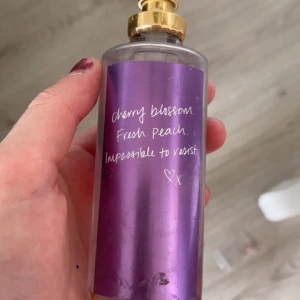 Cherry blossom
Fresh Peach
Impossible to resist
♡x